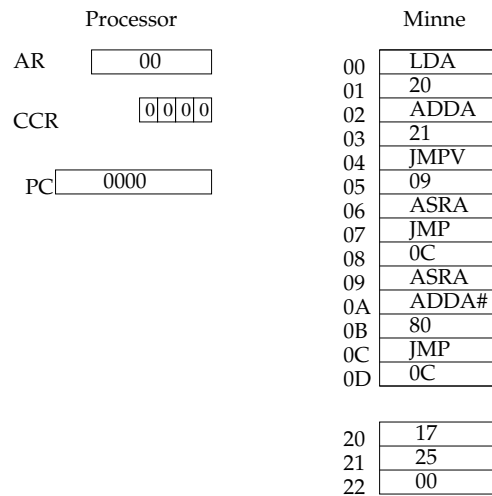 Processor
Minne
AR 00
CCR 0 0 0 0
PC 0000
00 LDA
01 20
02 ADDA
03 21
04 JMPV
05 09
06 ASRA
07 JMP
08 0C
09 ASRA
0A ADDA#
0B 80
0C JMP
0D 0C
20 17
21 25
22 00